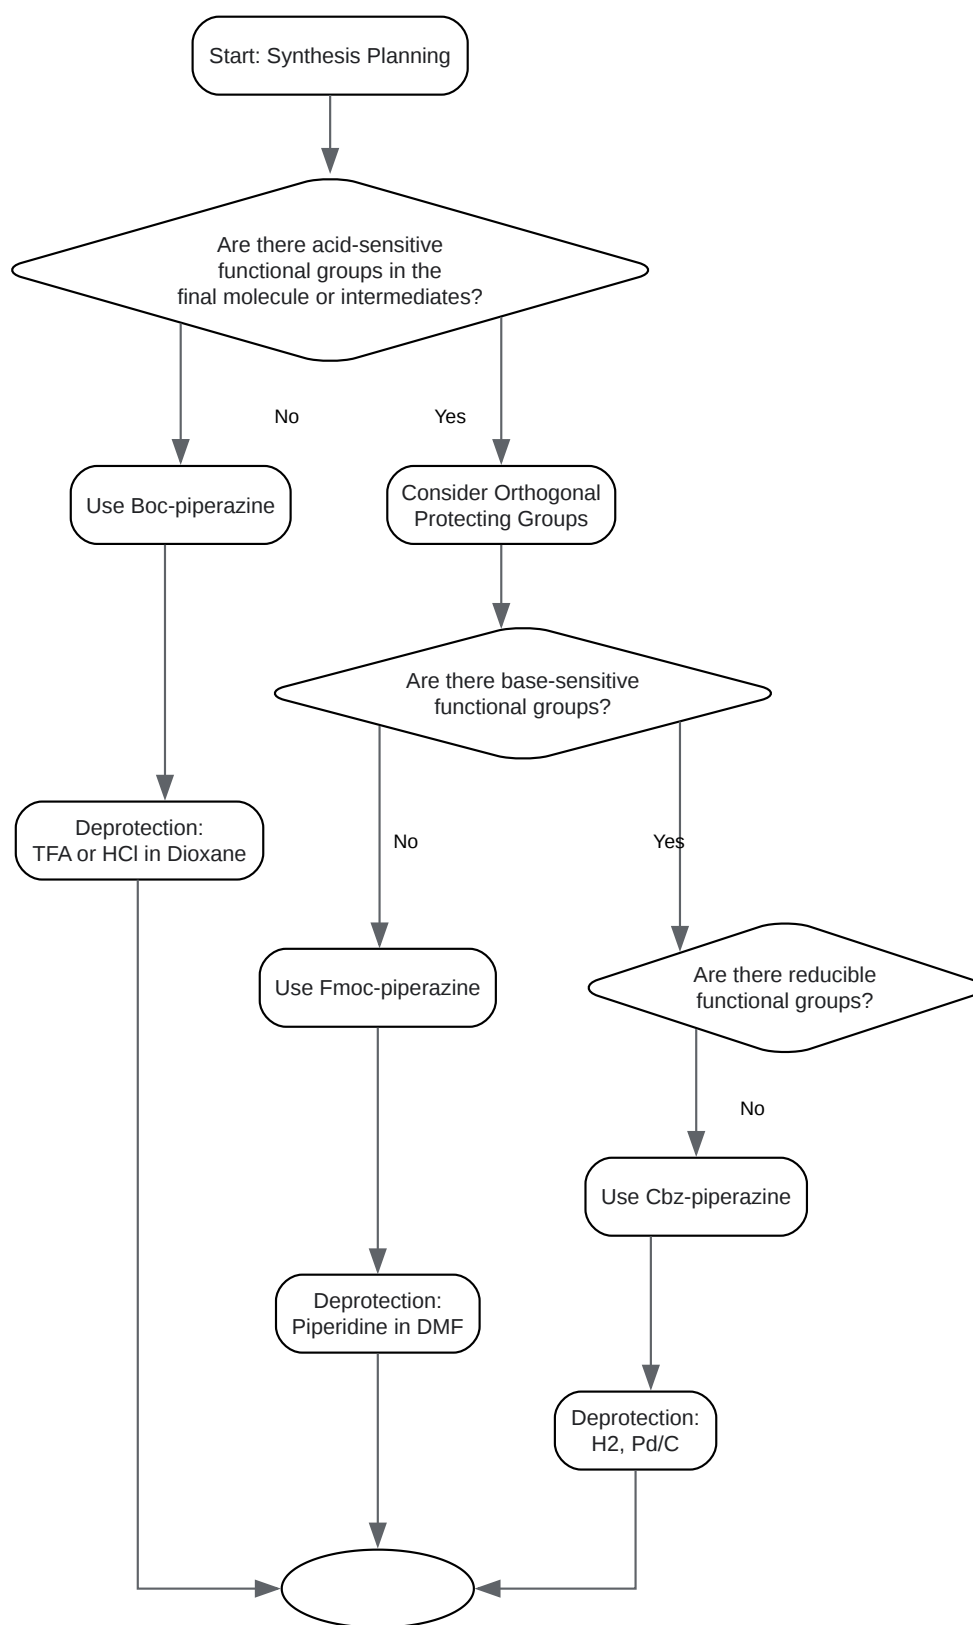 Start: Synthesis Planning
Are there acid-sensitive
functional groups in the
final molecule or intermediates?
No
Yes
Use Boc-piperazine
Consider Orthogonal
Protecting Groups
Are there base-sensitive
functional groups?
Deprotection:
TFA or HCl in Dioxane
No
Yes
Use Fmoc-piperazine
Are there reducible
functional groups?
No
Use Cbz-piperazine
Deprotection:
Piperidine in DMF
Deprotection:
H2, Pd/C